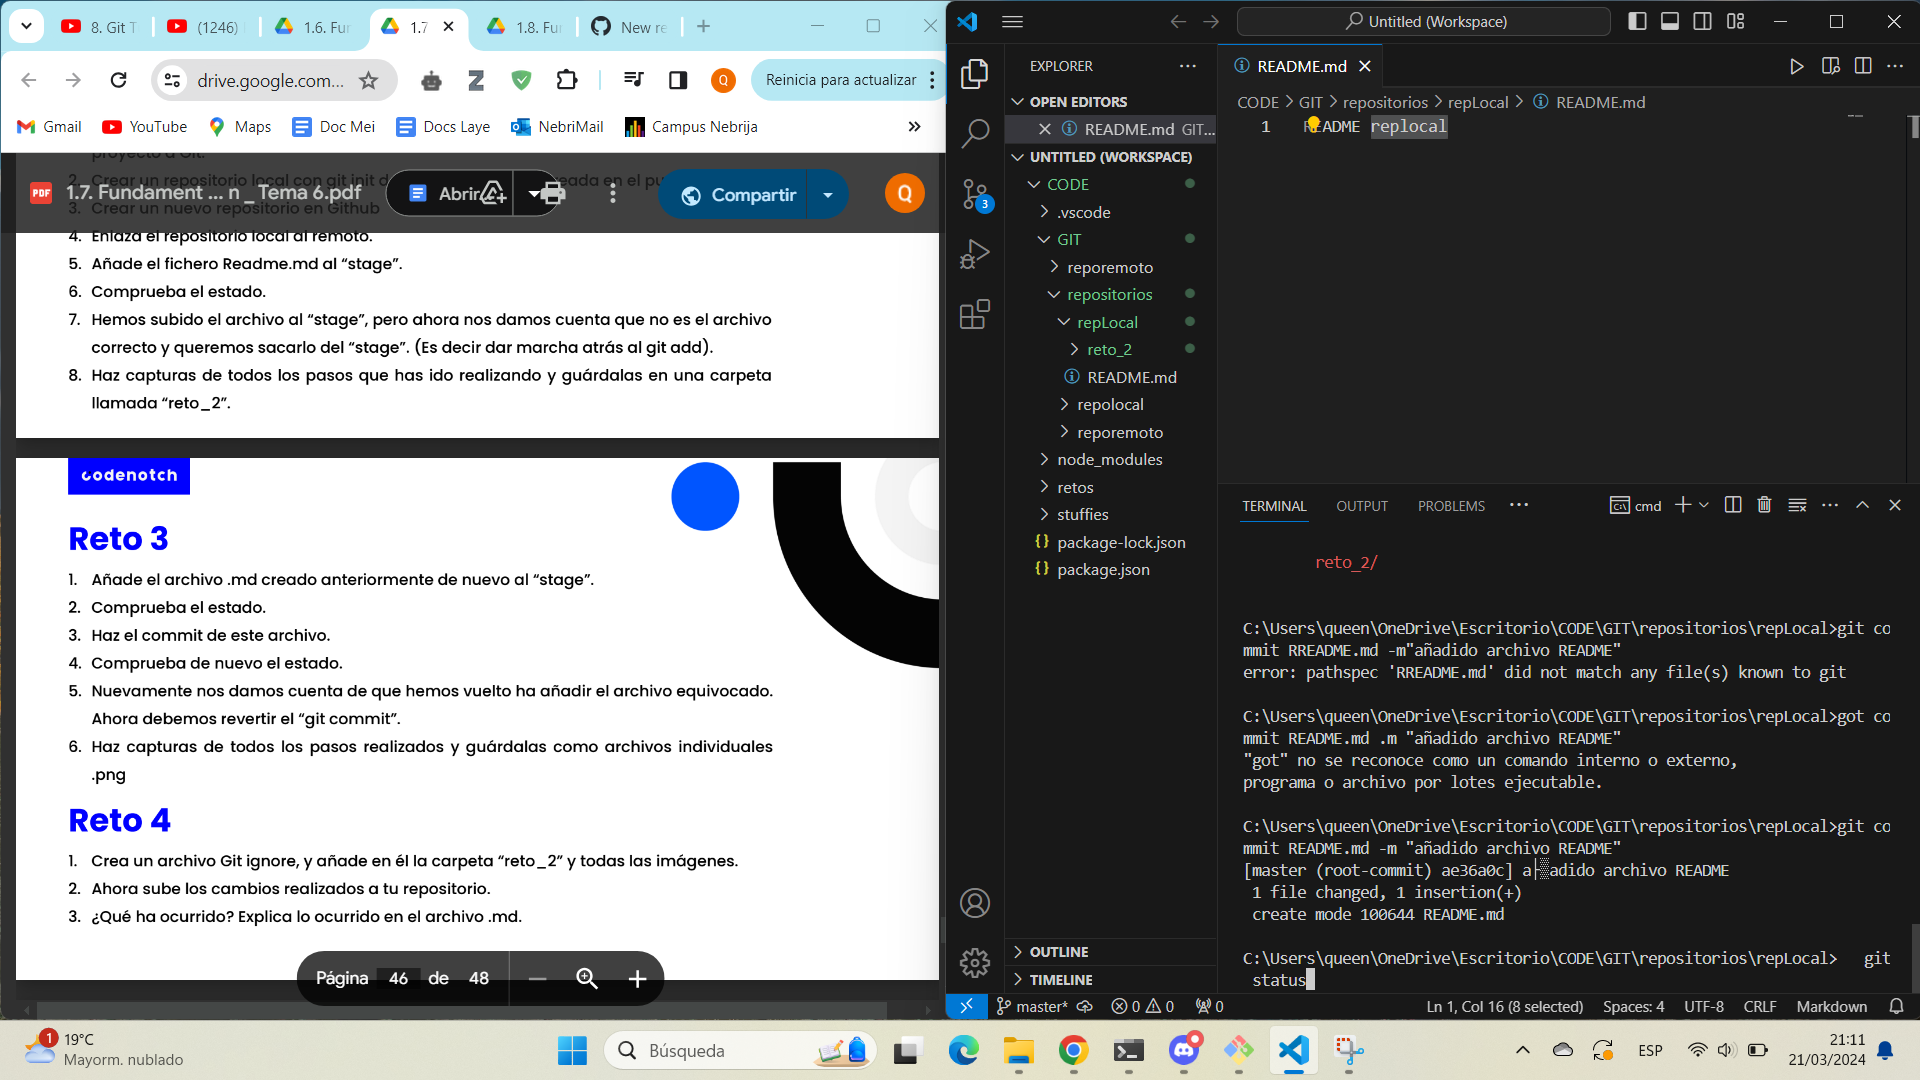 8. Git T
(1246)
1.6. Fur
1.7
1.8. Fur
New re
drive.google.com...
Reinicia para actualizar
Gmail
YouTube
Maps
Doc Mei
Docs Laye
NebriMail
Campus Nebrija
proyecto a Git.
2. Crear un repositorio local con git init d
eada en el pu
PDF
1.7. Fundament ... n _ Tema 6.pdf
Abrir
Compartir
Q
3. Crear un nuevo repositorio en Github
4. Enlaza el repositorio local al remoto.
5. Añade el fichero Readme.md al “stage”.
6. Comprueba el estado.
7. Hemos subido el archivo al “stage”, pero ahora nos damos cuenta que no es el archivo
correcto y queremos sacarlo del “stage”. (Es decir dar marcha atrás al git add).
8. Haz capturas de todos los pasos que has ido realizando y guárdalas en una carpeta
llamada “reto_2”.
codenotch
Reto 3
1. Añade el archivo .md creado anteriormente de nuevo al “stage”.
2. Comprueba el estado.
3. Haz el commit de este archivo.
4. Comprueba de nuevo el estado.
5. Nuevamente nos damos cuenta de que hemos vuelto ha añadir el archivo equivocado.
Ahora debemos revertir el “git commit”.
6. Haz capturas de todos los pasos realizados y guárdalas como archivos individuales
.png
Reto 4
1. Crea un archivo Git ignore, y añade en él la carpeta “reto_2” y todas las imágenes.
2. Ahora sube los cambios realizados a tu repositorio.
3. ¿Qué ha ocurrido? Explica lo ocurrido en el archivo .md.
Página 46 de 48
Untitled (Workspace)
EXPLORER
OPEN EDITORS
README.md GIT...
UNTITLED (WORKSPACE)
CODE
.vscode
GIT
reporemoto
repositorios
repLocal
reto_2
README.md
repolocal
reporemoto
node_modules
retos
stuffies
package-lock.json
package.json
OUTLINE
TIMELINE
3
README.md
CODE > GIT > repositorios > repLocal > README.md
1 README replocal
TERMINAL OUTPUT PROBLEMS
cmd
reto_2/
C:\Users\queen\OneDrive\Escritorio\CODE\GIT\repositorios\repLocal>git co
mmit RREADME.md -m"añadido archivo README"
error: pathspec 'RREADME.md' did not match any file(s) known to git
C:\Users\queen\OneDrive\Escritorio\CODE\GIT\repositorios\repLocal>got co
mmit README.md .m "añadido archivo README"
"got" no se reconoce como un comando interno o externo,
programa o archivo por lotes ejecutable.
C:\Users\queen\OneDrive\Escritorio\CODE\GIT\repositorios\repLocal>git co
mmit README.md -m "añadido archivo README"
[master (root-commit) ae36a0c] a├▒adido archivo README
1 file changed, 1 insertion(+)
create mode 100644 README.md
C:\Users\queen\OneDrive\Escritorio\CODE\GIT\repositorios\repLocal> git
status
master* 0 0 0
Ln 1, Col 16 (8 selected) Spaces: 4 UTF-8 CRLF Markdown
1
19°C
Mayorm. nublado
Búsqueda
ESP
21:11
21/03/2024